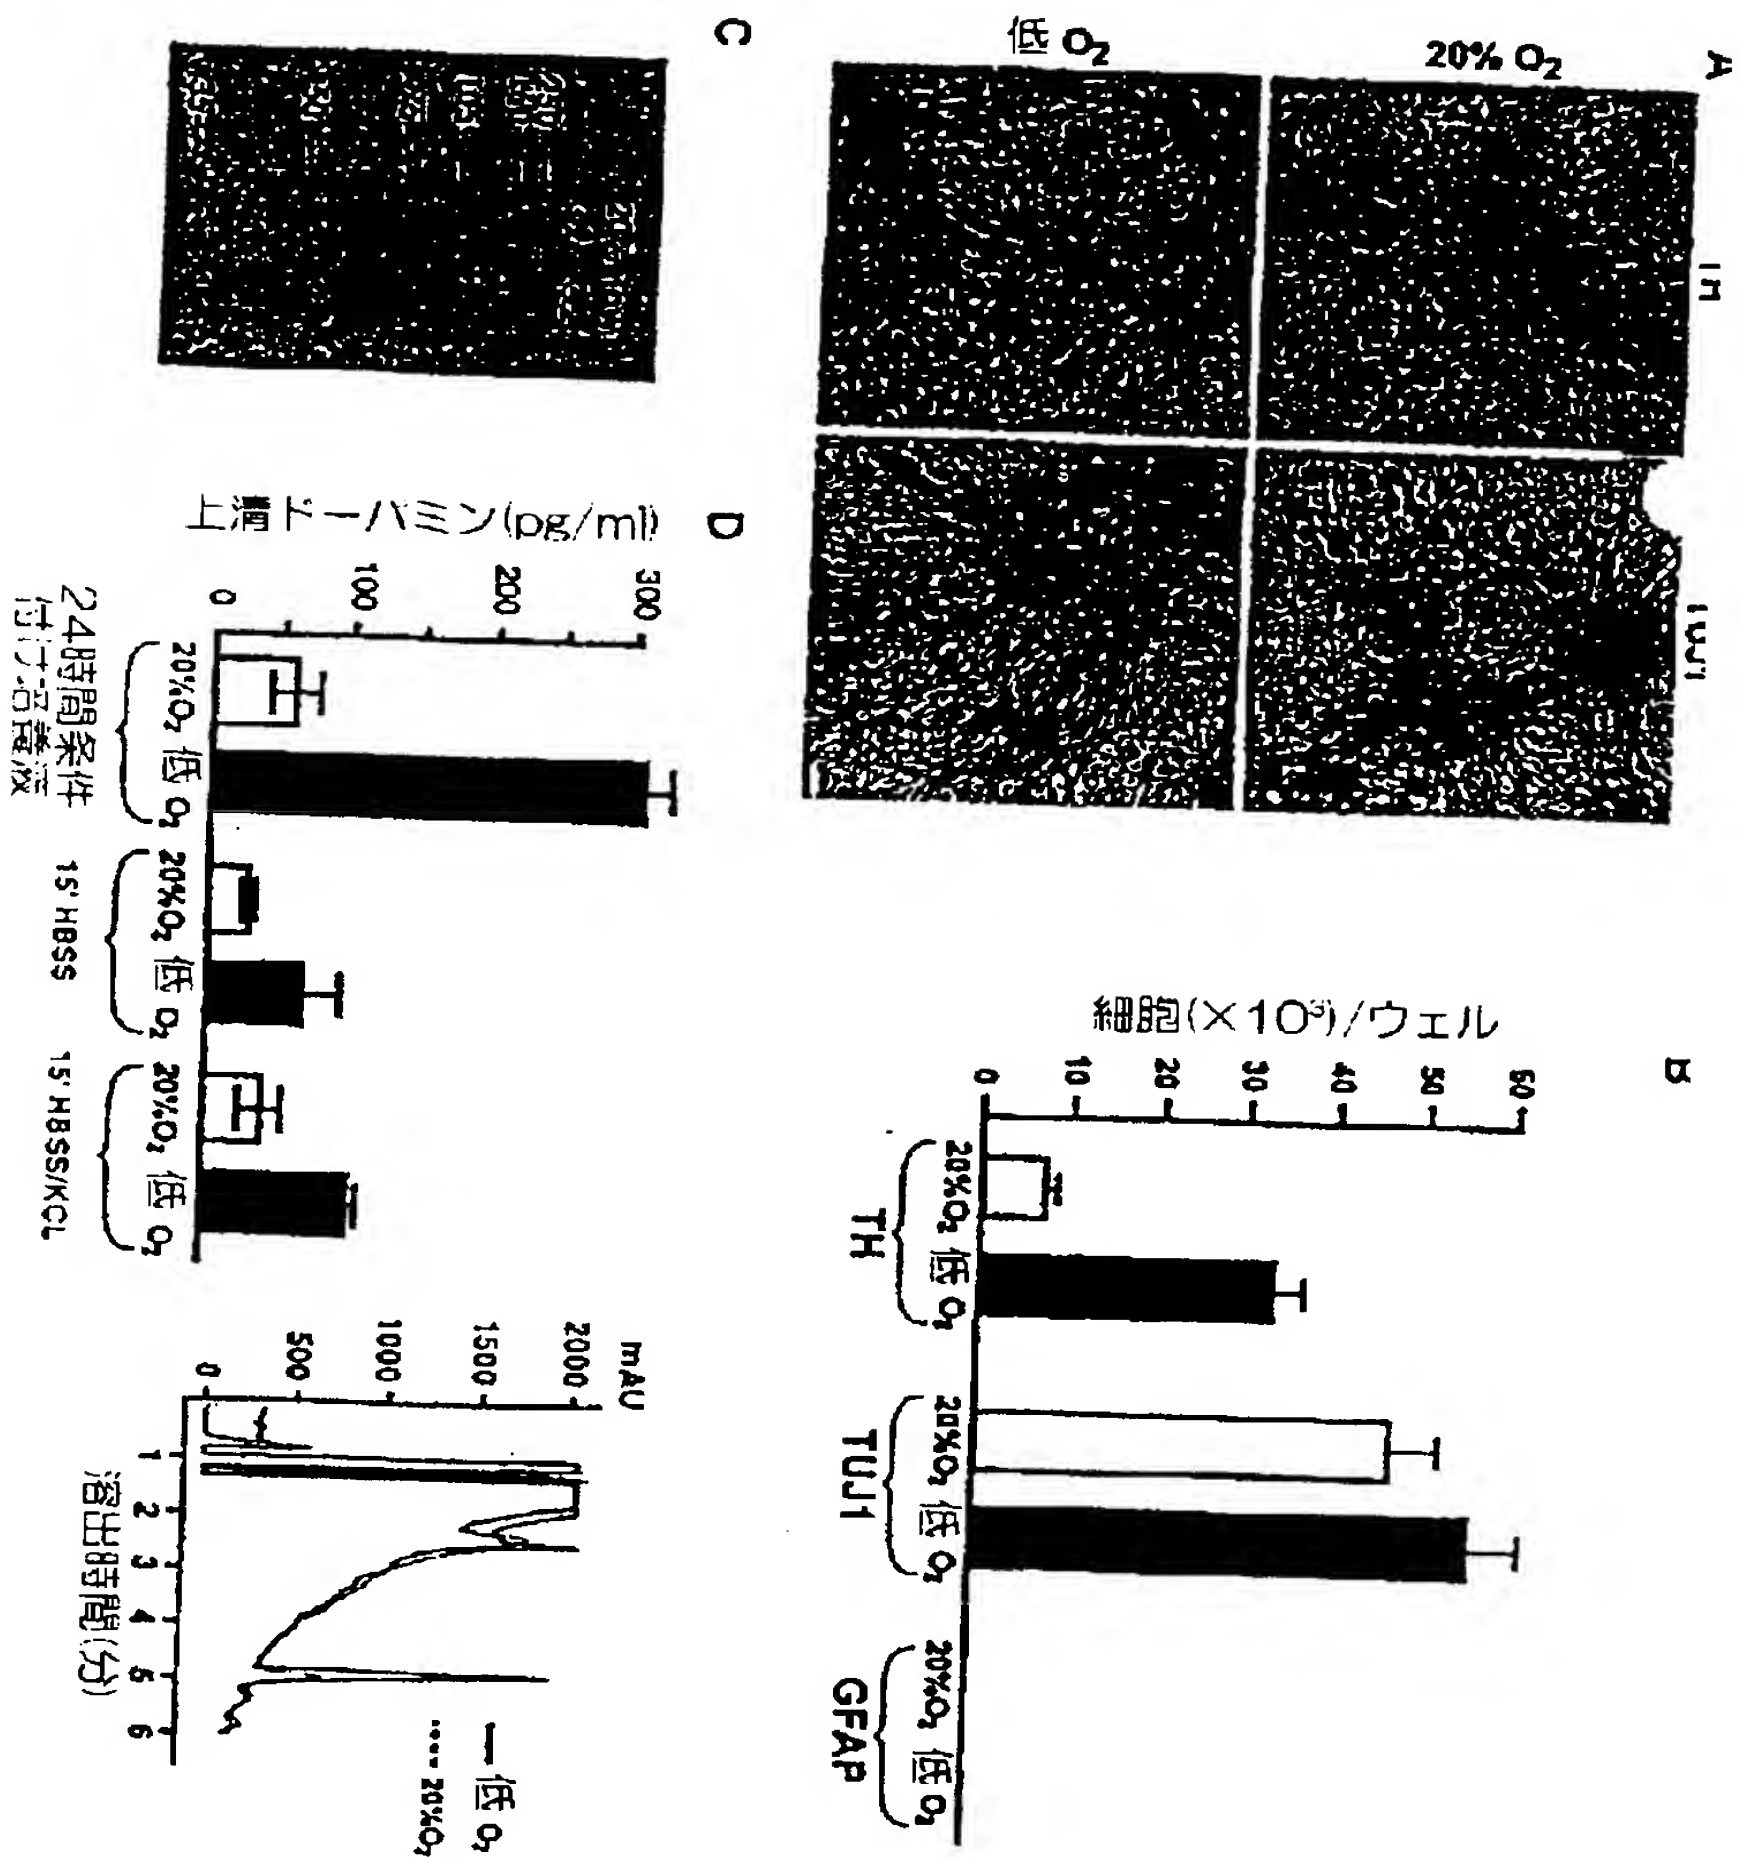 A
20% O₂
低 O₂
B
細胞(×10³)/ウェル
60
50
40
30
20
10
0
20%O₂ 低 O₂
20%O₂ 低 O₂
20%O₂ 低 O₂
TH
TUJ1
GFAP
C
D
上清ドーパミン(pg/ml)
300
200
100
0
20%O₂ 低 O₂
20%O₂ 低 O₂
20%O₂ 低 O₂
24時間条件
15' HBSS
15' HBSS/KCL
mAU
2000
1500
1000
500
0
1 2 3 4 5 6
溶出時間(分)
低 O₂
20%O₂